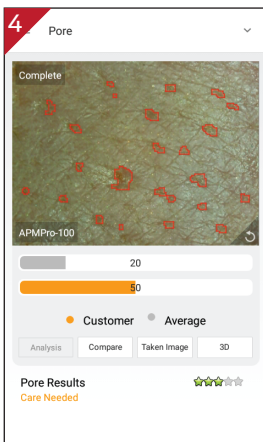 4
Pore
Complete
APMPro-100
20
50
Customer Average
Analysis Compare Taken Image 3D
Pore Results
Care Needed